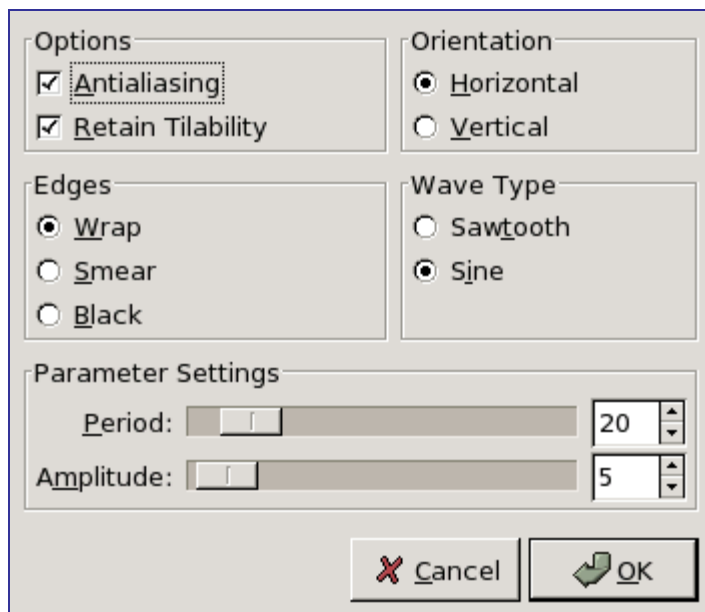 Options
Antialiasing
Retain Tilability
Orientation
Horizontal
Vertical
Edges
Wrap
Smear
Black
Wave Type
Sawtooth
Sine
Parameter Settings
Period: 20
Amplitude: 5
Cancel OK